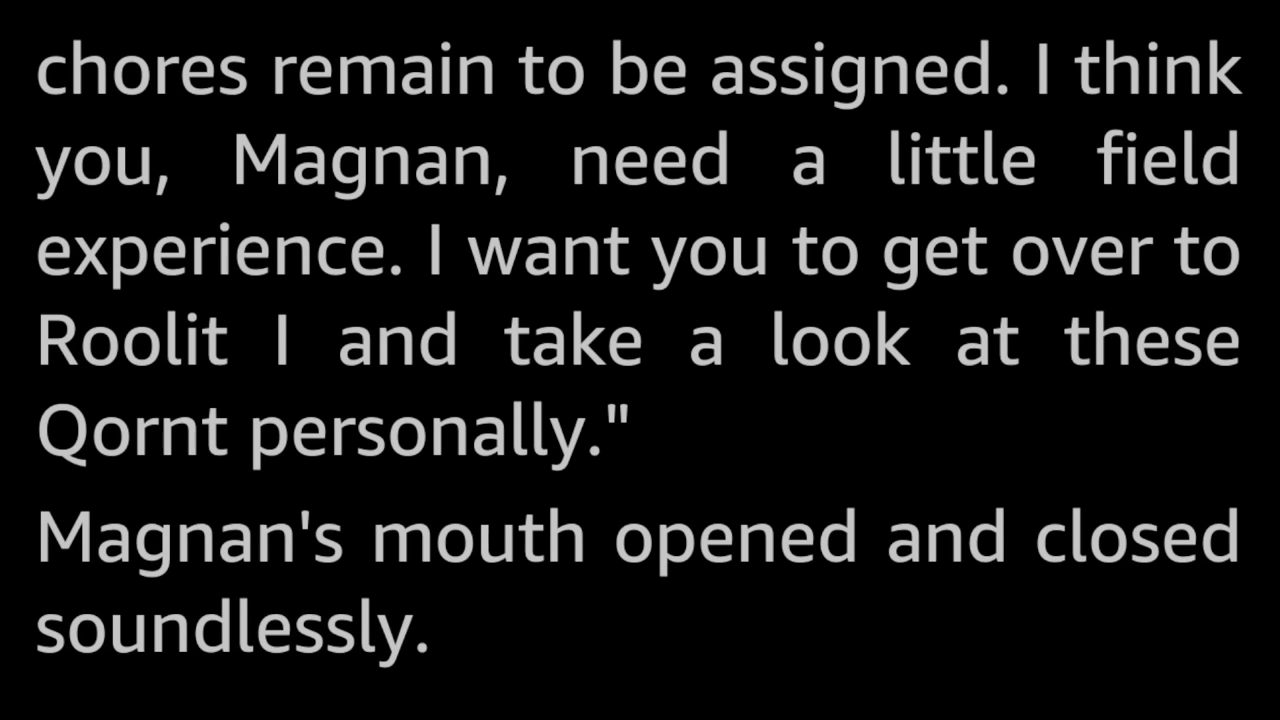 chores remain to be assigned. I think
you, Magnan, need a little field
experience. I want you to get over to
Roolit I and take a look at these
Qornt personally."
Magnan's mouth opened and closed
soundlessly.